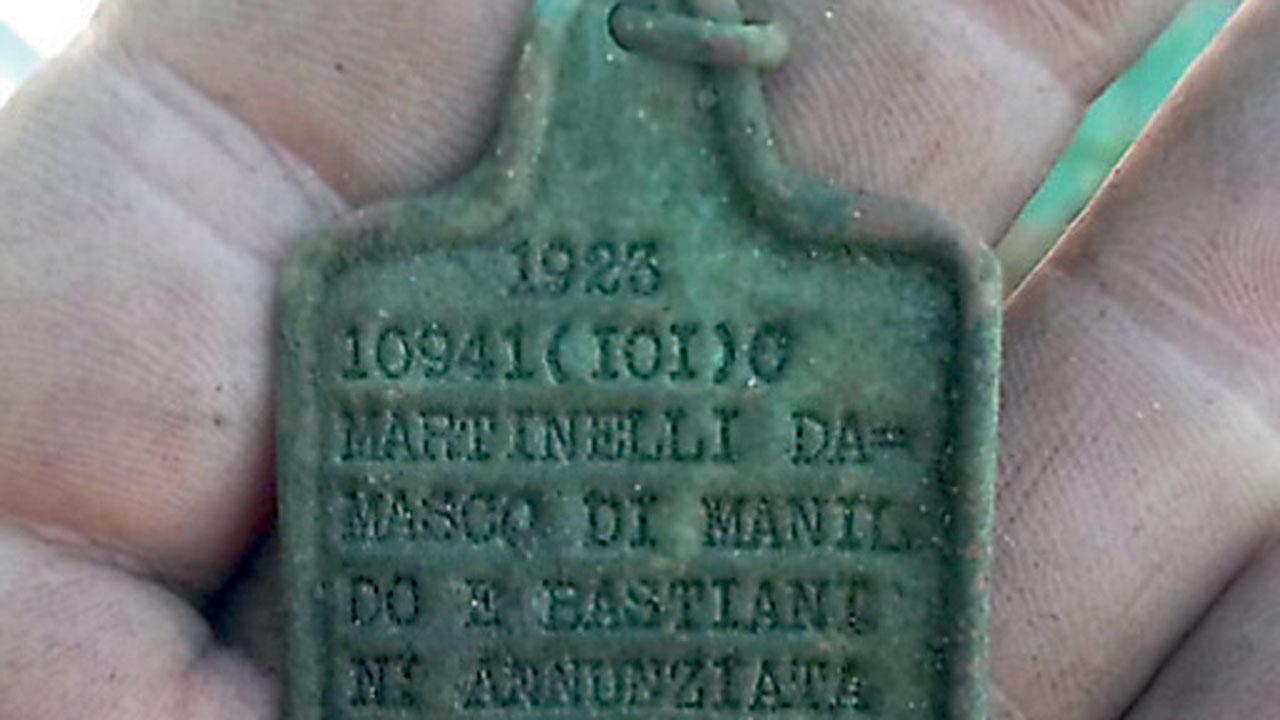 1923
10941(IOI)C
MARTINELLI DA=
MASCO DI MANIL
DO E BASTIANI
NI ANNUNZIATA